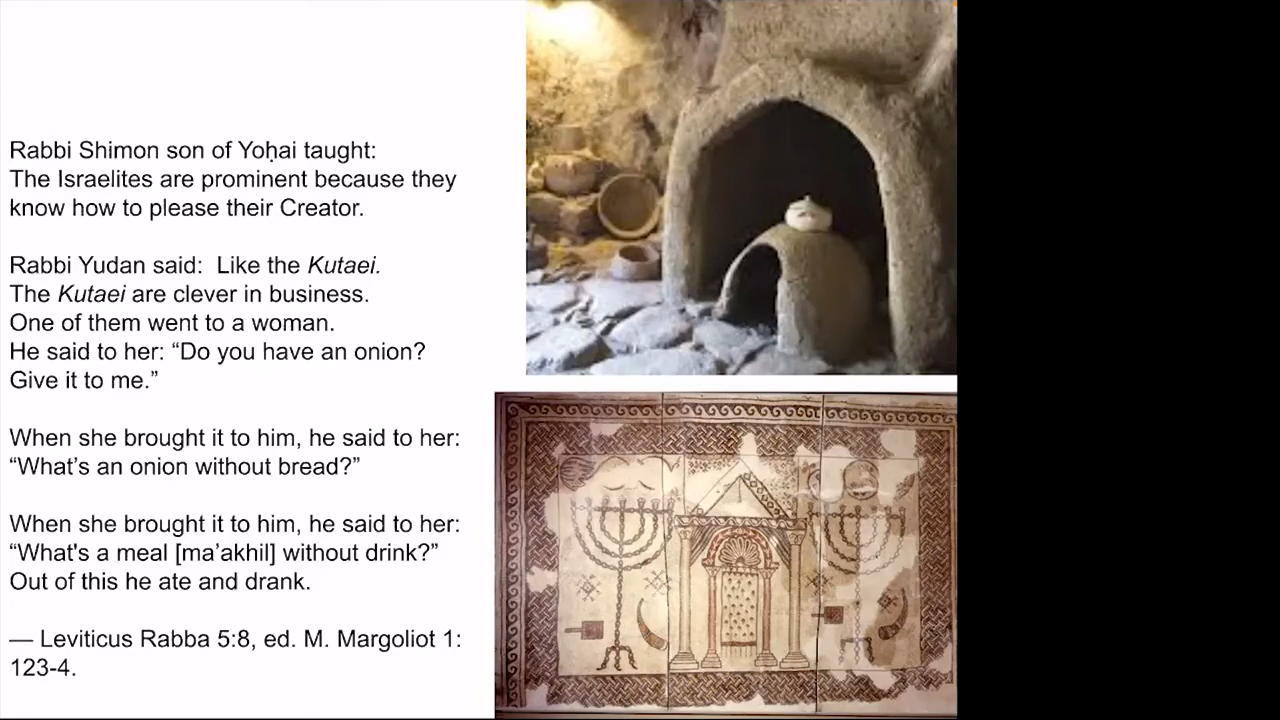 Rabbi Shimon son of Yoḥai taught:
The Israelites are prominent because they
know how to please their Creator.
Rabbi Yudan said:  Like the Kutaei.
The Kutaei are clever in business.
One of them went to a woman.
He said to her: “Do you have an onion?
Give it to me.”
When she brought it to him, he said to her:
“What’s an onion without bread?”
When she brought it to him, he said to her:
“What's a meal [ma’akhil] without drink?”
Out of this he ate and drank.
— Leviticus Rabba 5:8, ed. M. Margoliot 1:
123-4.